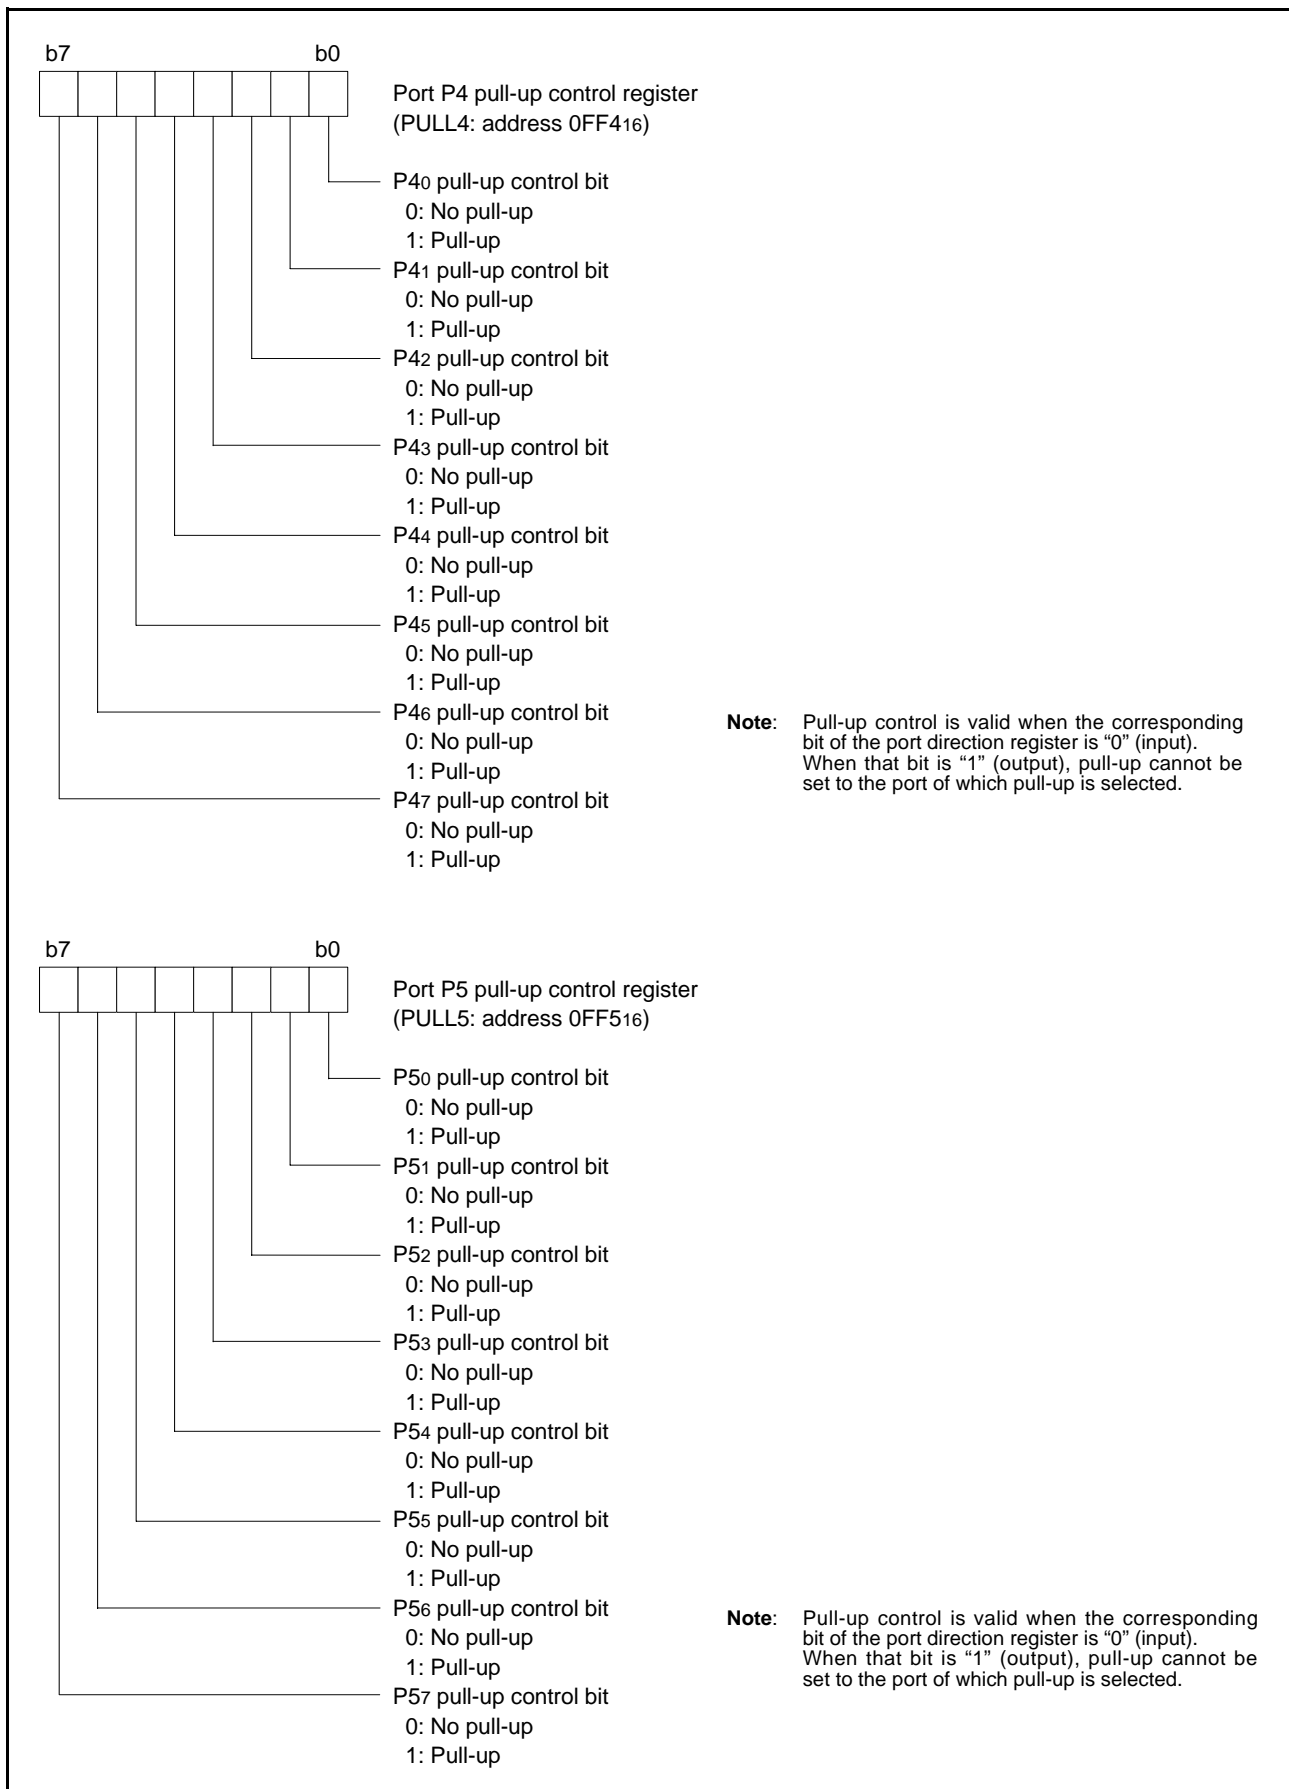 b7 b0
Port P4 pull-up control register
(PULL4: address 0FF416)
P40 pull-up control bit
0: No pull-up
1: Pull-up
P41 pull-up control bit
0: No pull-up
1: Pull-up
P42 pull-up control bit
0: No pull-up
1: Pull-up
P43 pull-up control bit
0: No pull-up
1: Pull-up
P44 pull-up control bit
0: No pull-up
1: Pull-up
P45 pull-up control bit
0: No pull-up
1: Pull-up
P46 pull-up control bit
0: No pull-up
1: Pull-up
P47 pull-up control bit
0: No pull-up
1: Pull-up
Note: Pull-up control is valid when the corresponding
bit of the port direction register is “0” (input).
When that bit is “1” (output), pull-up cannot be
set to the port of which pull-up is selected.
b7 b0
Port P5 pull-up control register
(PULL5: address 0FF516)
P50 pull-up control bit
0: No pull-up
1: Pull-up
P51 pull-up control bit
0: No pull-up
1: Pull-up
P52 pull-up control bit
0: No pull-up
1: Pull-up
P53 pull-up control bit
0: No pull-up
1: Pull-up
P54 pull-up control bit
0: No pull-up
1: Pull-up
P55 pull-up control bit
0: No pull-up
1: Pull-up
P56 pull-up control bit
0: No pull-up
1: Pull-up
P57 pull-up control bit
0: No pull-up
1: Pull-up
Note: Pull-up control is valid when the corresponding
bit of the port direction register is “0” (input).
When that bit is “1” (output), pull-up cannot be
set to the port of which pull-up is selected.